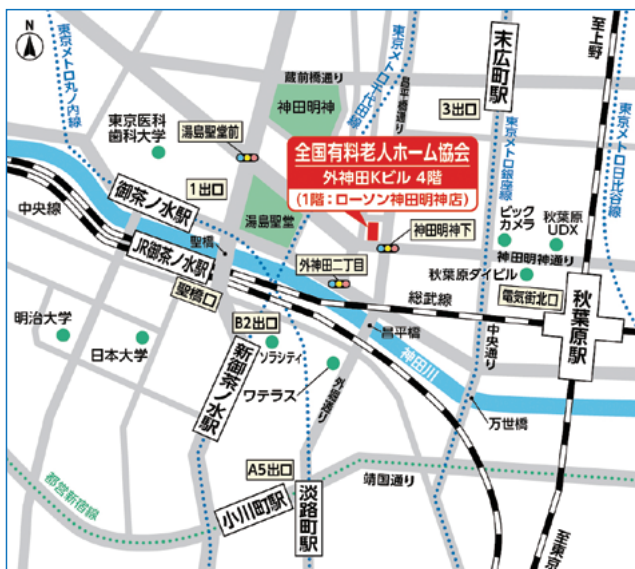 N
至上野
東京メトロ丸ノ内線
東京メトロ千代田線
昌平橋通り
末広町駅
蔵前橋通り
神田明神
3出口
東京医科
歯科大学
湯島聖堂前
東京メトロ銀座線
東京メトロ日比谷線
全国有料老人ホーム協会
外神田Kビル 4階
(1階:ローソン神田明神店)
1出口
御茶ノ水駅
湯島聖堂
中央線
聖橋
神田明神下
ビック
カメラ
秋葉原
UDX
神田明神通り
JR御茶ノ水駅
外神田二丁目
秋葉原ダイビル
電気街北口
聖橋口
総武線
秋葉原駅
明治大学
日本大学
B2出口
ソラシティ
昌平橋
中央通り
新御茶ノ水駅
ワテラス
外堀通り
神田川
万世橋
A5出口
靖国通り
都営新宿線
小川町駅
淡路町駅
至東京